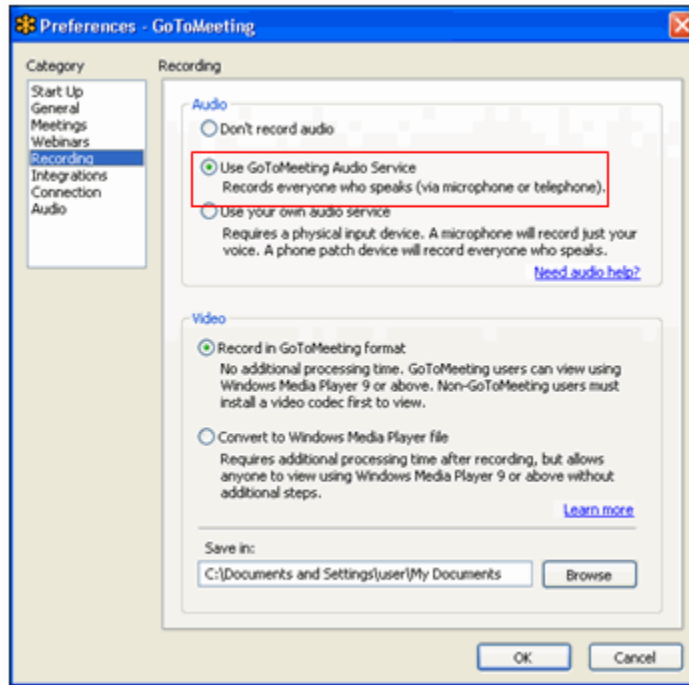 Preferences - GoToMeeting
Category
Recording
Start Up
General
Meetings
Webinars
Recording
Integrations
Connection
Audio
Audio
Don't record audio
Use GoToMeeting Audio Service
Records everyone who speaks (via microphone or telephone).
Use your own audio service
Requires a physical input device. A microphone will record just your
voice. A phone patch device will record everyone who speaks.
Need audio help?
Video
Record in GoToMeeting format
No additional processing time. GoToMeeting users can view using
Windows Media Player 9 or above. Non-GoToMeeting users must
install a video codec first to view.
Convert to Windows Media Player file
Requires additional processing time after recording, but allows
anyone to view using Windows Media Player 9 or above without
additional steps.
Learn more
Save in:
C:\Documents and Settings\user\My Documents
Browse
OK
Cancel